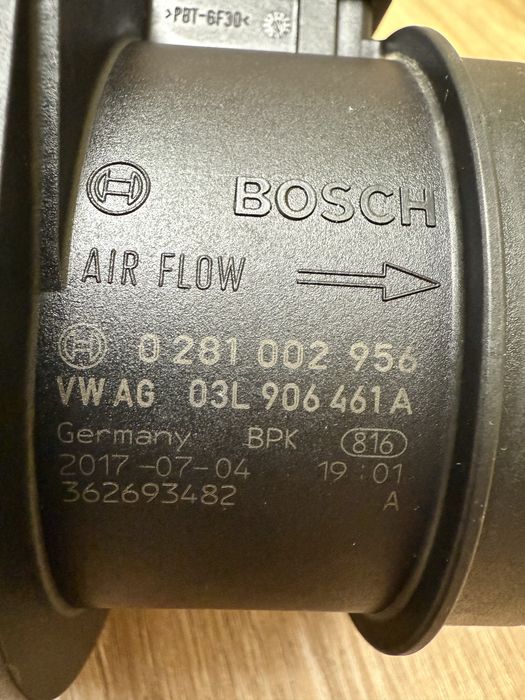 >PBT-GF30<
BOSCH
AIR FLOW
0 281 002 956
VW AG 03L 906 461 A
Germany BPK 816
2017-07-04 19:01
362693482 A